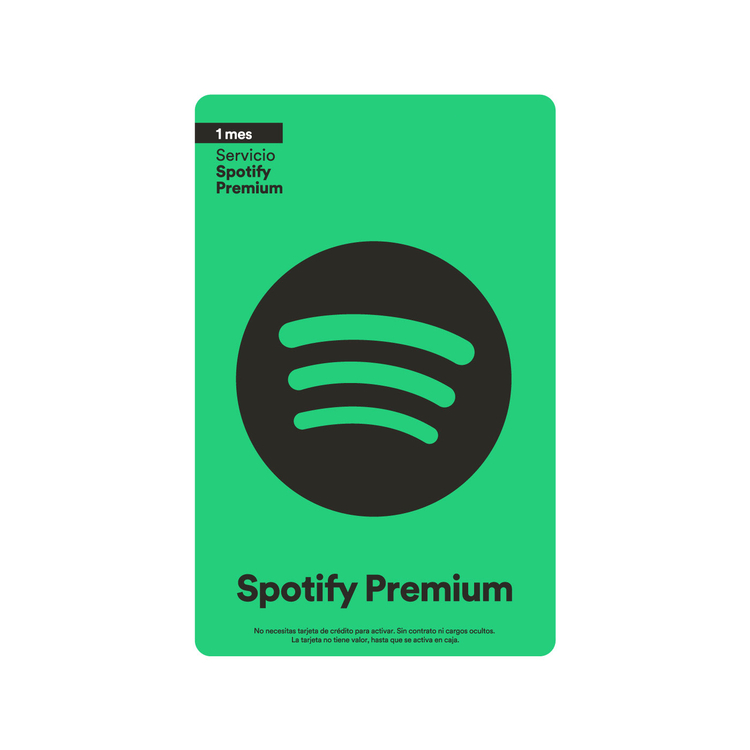 1 mes
Servicio
Spotify
Premium
Spotify Premium
No necesitas tarjeta de crédito para activar. Sin contrato ni cargos ocultos.
La tarjeta no tiene valor, hasta que se activa en caja.